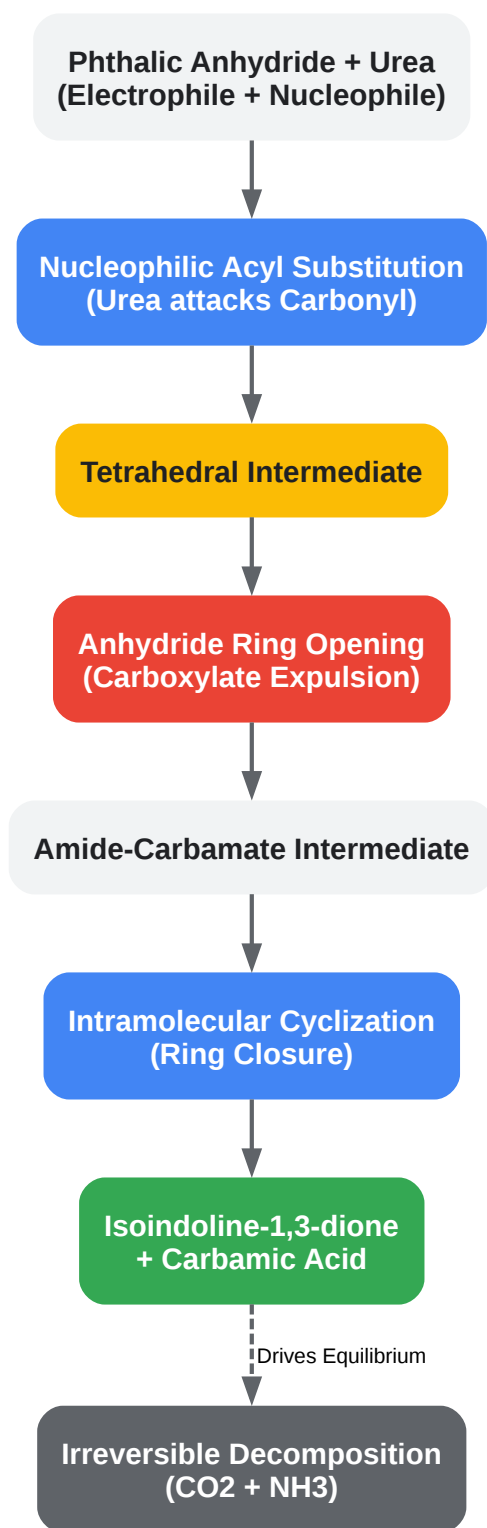 Phthalic Anhydride + Urea
(Electrophile + Nucleophile)
Nucleophilic Acyl Substitution
(Urea attacks Carbonyl)
Tetrahedral Intermediate
Anhydride Ring Opening
(Carboxylate Expulsion)
Amide-Carbamate Intermediate
Intramolecular Cyclization
(Ring Closure)
Isoindoline-1,3-dione
+ Carbamic Acid
Drives Equilibrium
Irreversible Decomposition
(CO2 + NH3)